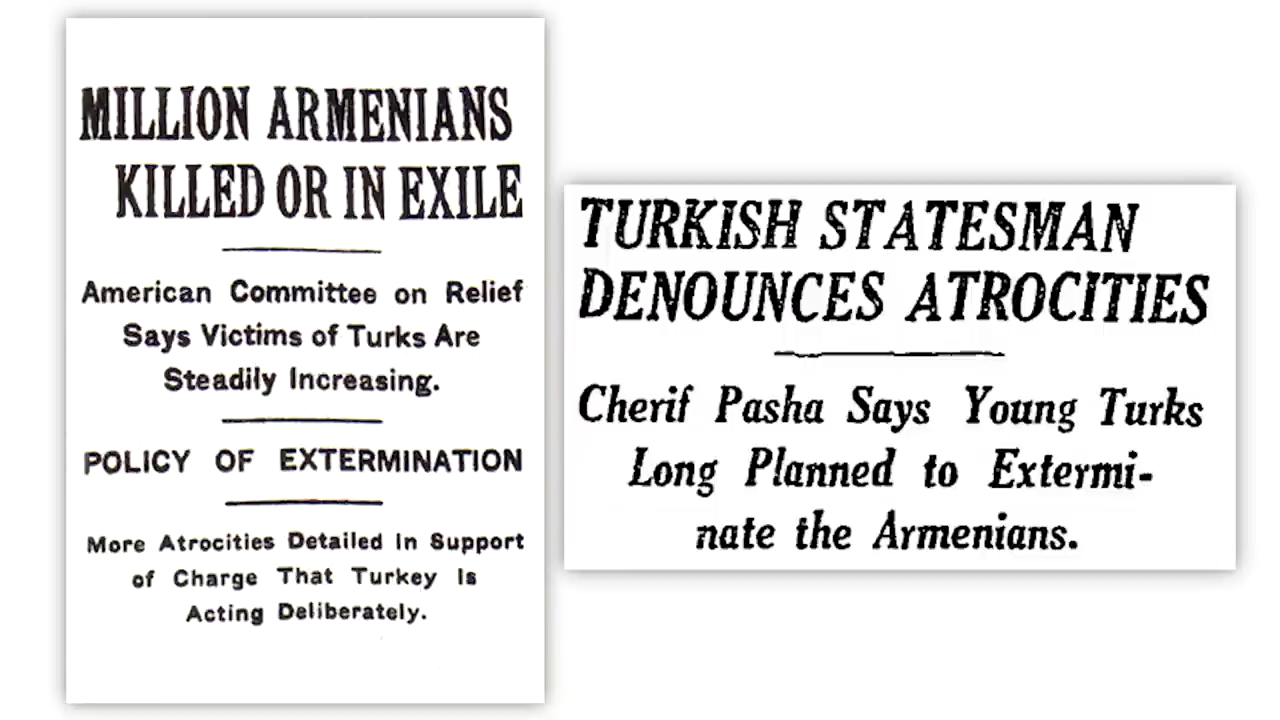 MILLION ARMENIANS
KILLED OR IN EXILE
American Committee on Relief
Says Victims of Turks Are
Steadily Increasing.
POLICY OF EXTERMINATION
More Atrocities Detailed in Support
of Charge That Turkey Is
Acting Deliberately.
TURKISH STATESMAN
DENOUNCES ATROCITIES
Cherif Pasha Says Young Turks
Long Planned to Extermi-
nate the Armenians.